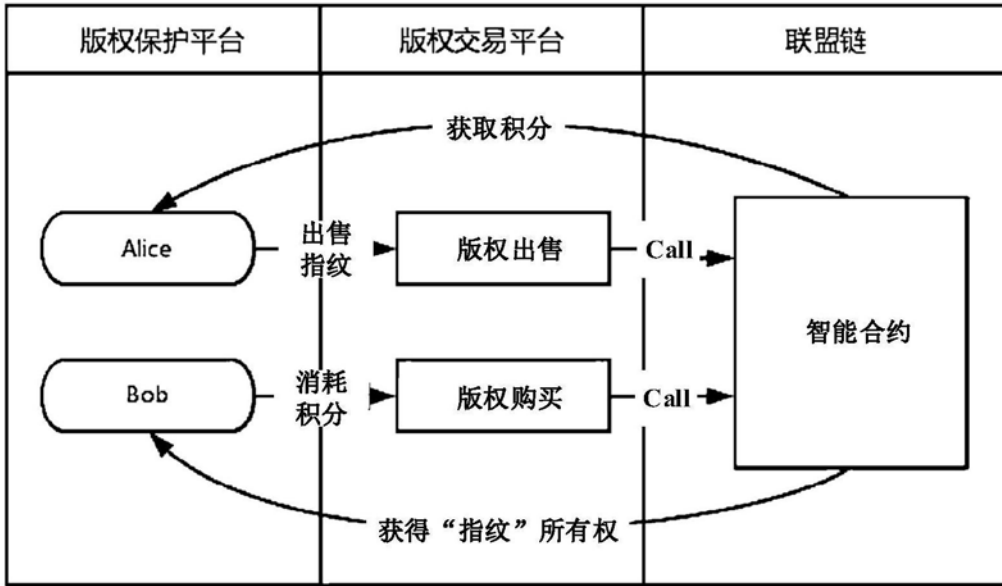 版权保护平台
版权交易平台
联盟链
获取积分
Alice
出售
指纹
版权出售
Call
智能合约
Bob
消耗
积分
版权购买
Call
获得“指纹”所有权